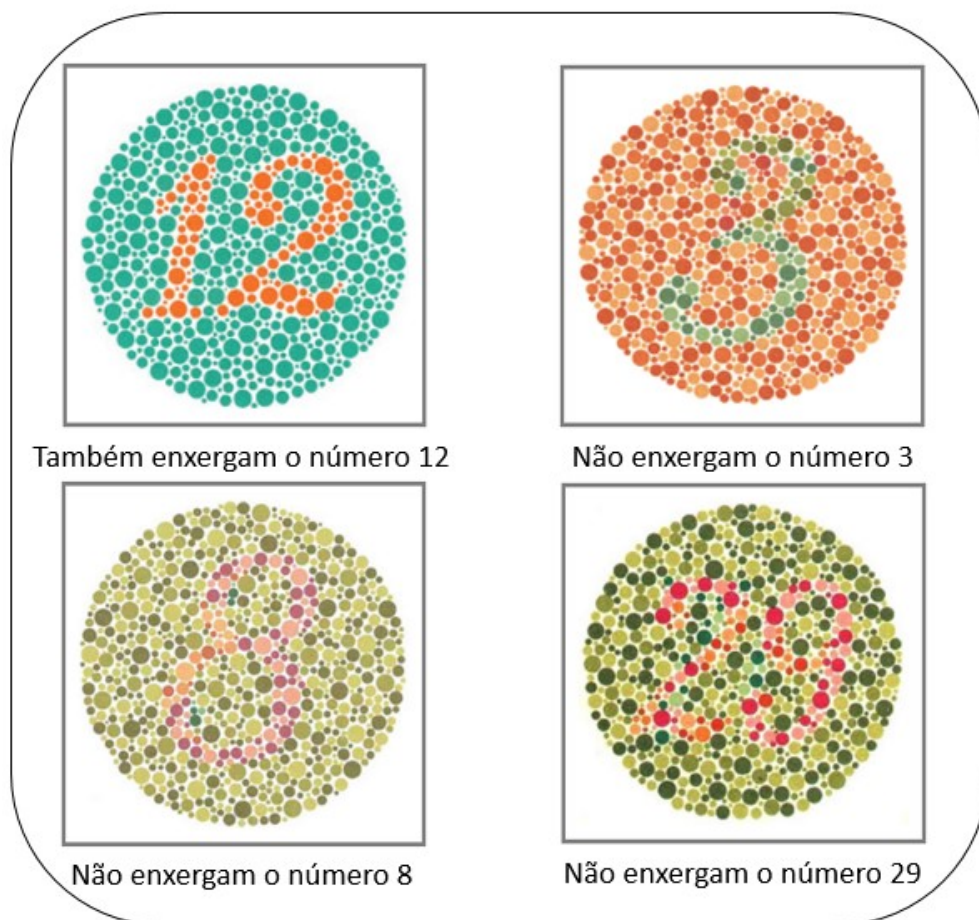 12
3
Também enxergam o número 12
Não enxergam o número 3
8
29
Não enxergam o número 8
Não enxergam o número 29